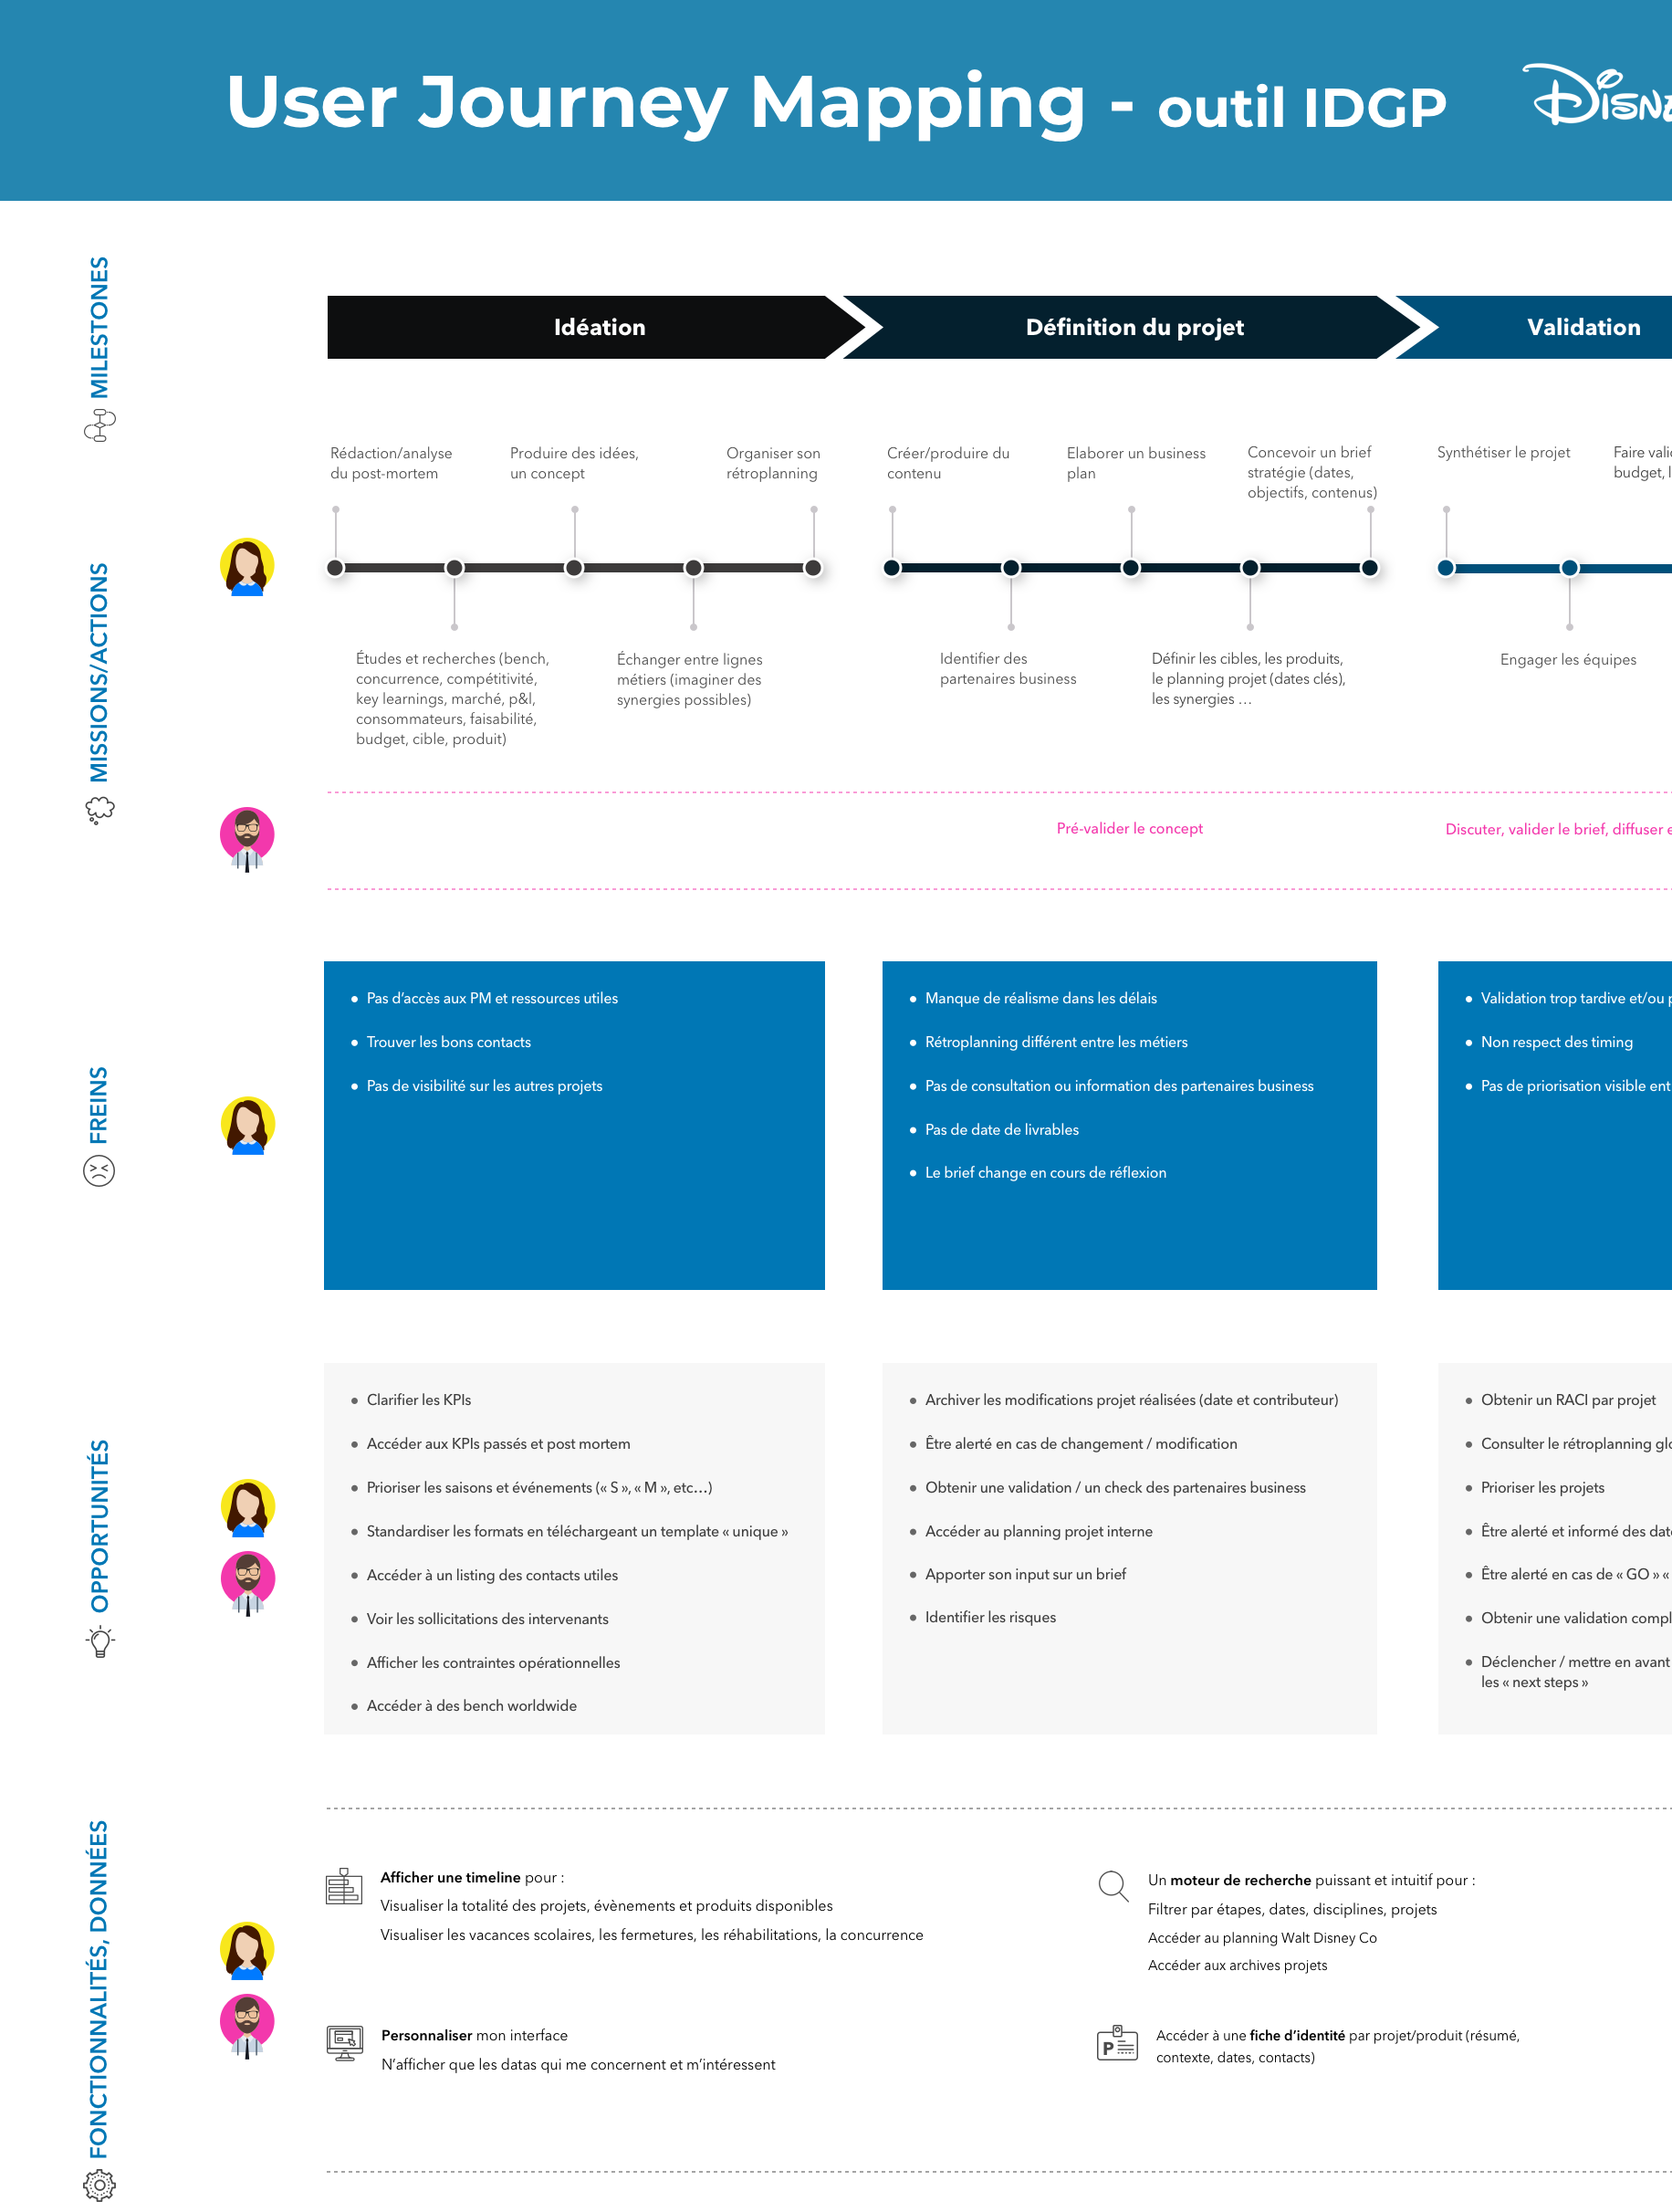 User Journey Mapping - outil IDGP
MILESTONES
Idéation
Définition du projet
Validation
MISSIONS/ACTIONS
Rédaction/analyse
du post-mortem
Produire des idées,
un concept
Organiser son
rétroplanning
Études et recherches (bench,
concurrence, compétitivité,
key learnings, marché, p&l,
consommateurs, faisabilité,
budget, cible, produit)
Échanger entre lignes
métiers (imaginer des
synergies possibles)
Créer/produire du
contenu
Elaborer un business
plan
Concevoir un brief
stratégie (dates,
objectifs, contenus)
Identifier des
partenaires business
Définir les cibles, les produits,
le planning projet (dates clés),
les synergies …
Synthétiser le projet
Faire
budget,
Engager les équipes
Pré-valider le concept
Discuter, valider le brief, diffuser
FREINS
• Pas d’accès aux PM et ressources utiles
• Trouver les bons contacts
• Pas de visibilité sur les autres projets
• Manque de réalisme dans les délais
• Rétroplanning différent entre les métiers
• Pas de consultation ou information des partenaires business
• Pas de date de livrables
• Le brief change en cours de réflexion
• Validation trop tardive et/ou
• Non respect des timing
• Pas de priorisation visible
OPPORTUNITÉS
• Clarifier les KPIs
• Accéder aux KPIs passés et post mortem
• Prioriser les saisons et événements (« S », « M », etc…)
• Standardiser les formats en téléchargeant un template « unique »
• Accéder à un listing des contacts utiles
• Voir les sollicitations des intervenants
• Afficher les contraintes opérationnelles
• Accéder à des bench worldwide
• Archiver les modifications projet réalisées (date et contributeur)
• Être alerté en cas de changement / modification
• Obtenir une validation / un check des partenaires business
• Accéder au planning projet interne
• Apporter son input sur un brief
• Identifier les risques
• Obtenir un RACI par projet
• Consulter le rétroplanning
• Prioriser les projets
• Être alerté et informé des
• Être alerté en cas de « GO » «
• Obtenir une validation
• Déclencher / mettre en avant
les « next steps »
FONCTIONNALITÉS, DONNÉES
Afficher une timeline pour :
Visualiser la totalité des projets, évènements et produits disponibles
Visualiser les vacances scolaires, les fermetures, les réhabilitations, la concurrence
Un moteur de recherche puissant et intuitif pour :
Filtrer par étapes, dates, disciplines, projets
Accéder au planning Walt Disney Co
Accéder aux archives projets
Personnaliser mon interface
N’afficher que les datas qui me concernent et m’intéressent
P
Accéder à une fiche d’identité par projet/produit (résumé,
contexte, dates, contacts)